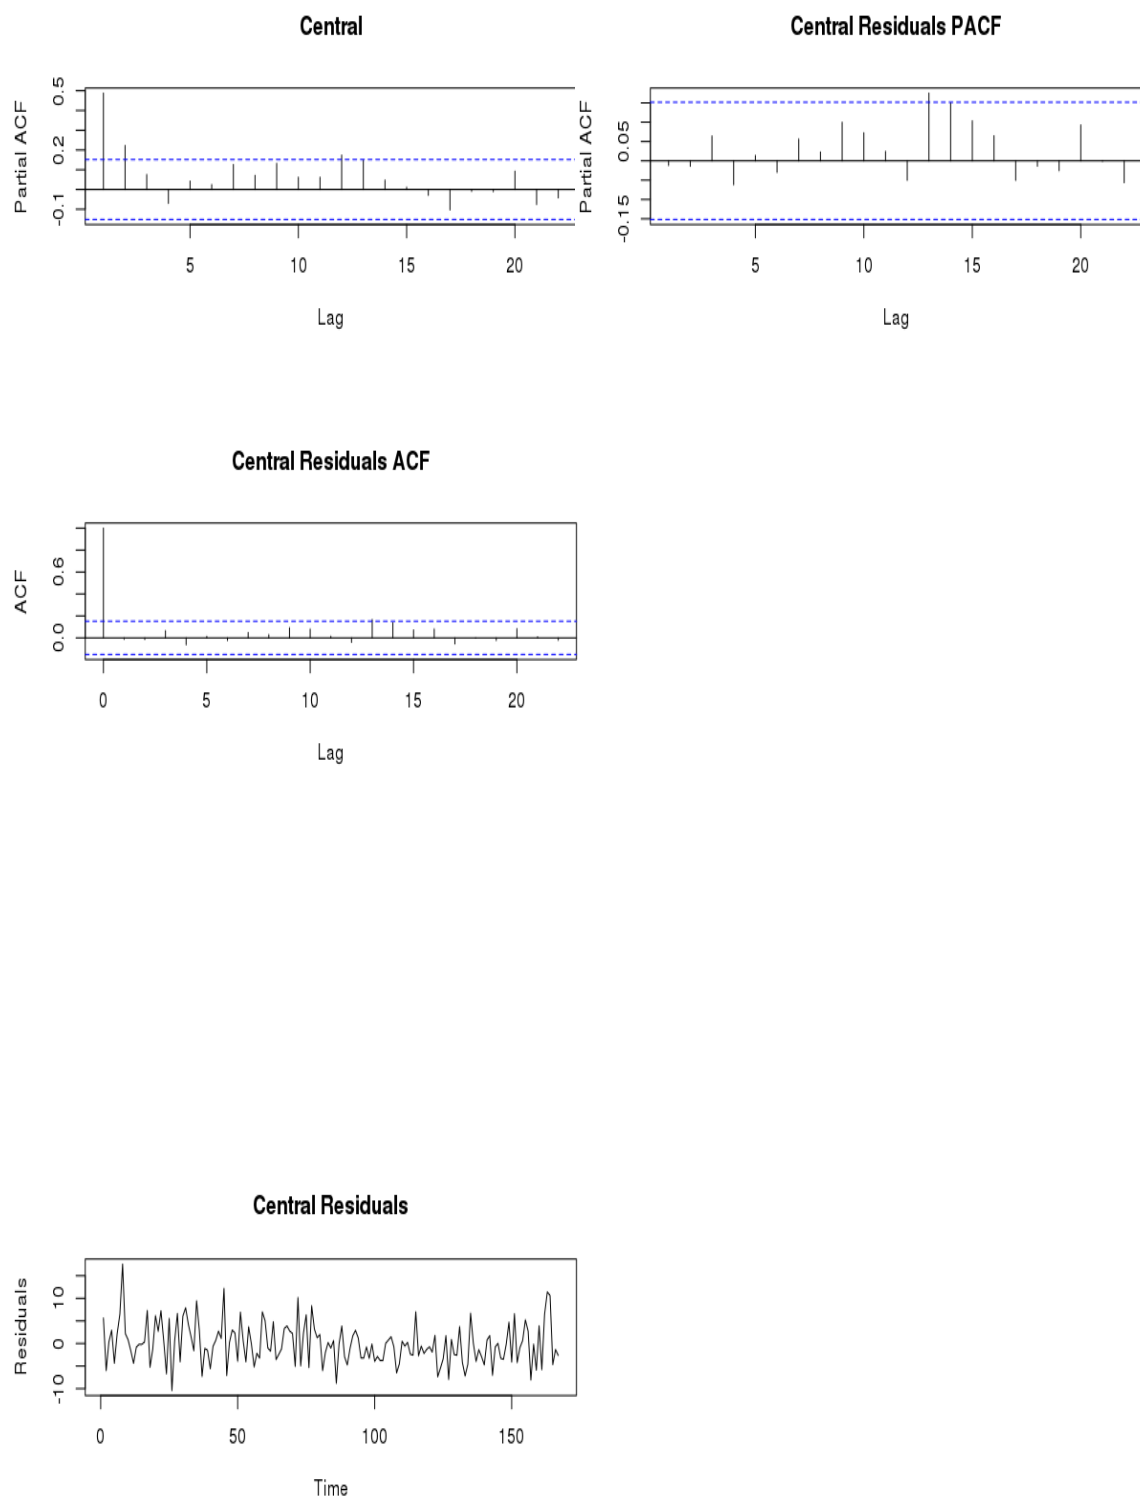 Central
Partial ACF
0.5
0.2
-0.1
5
10
15
20
Lag
Central Residuals PACF
Partial ACF
0.05
-0.15
5
10
15
20
Lag
Central Residuals ACF
ACF
0.6
0.0
0
5
10
15
20
Lag
Central Residuals
Residuals
10
0
-10
0
50
100
150
Time